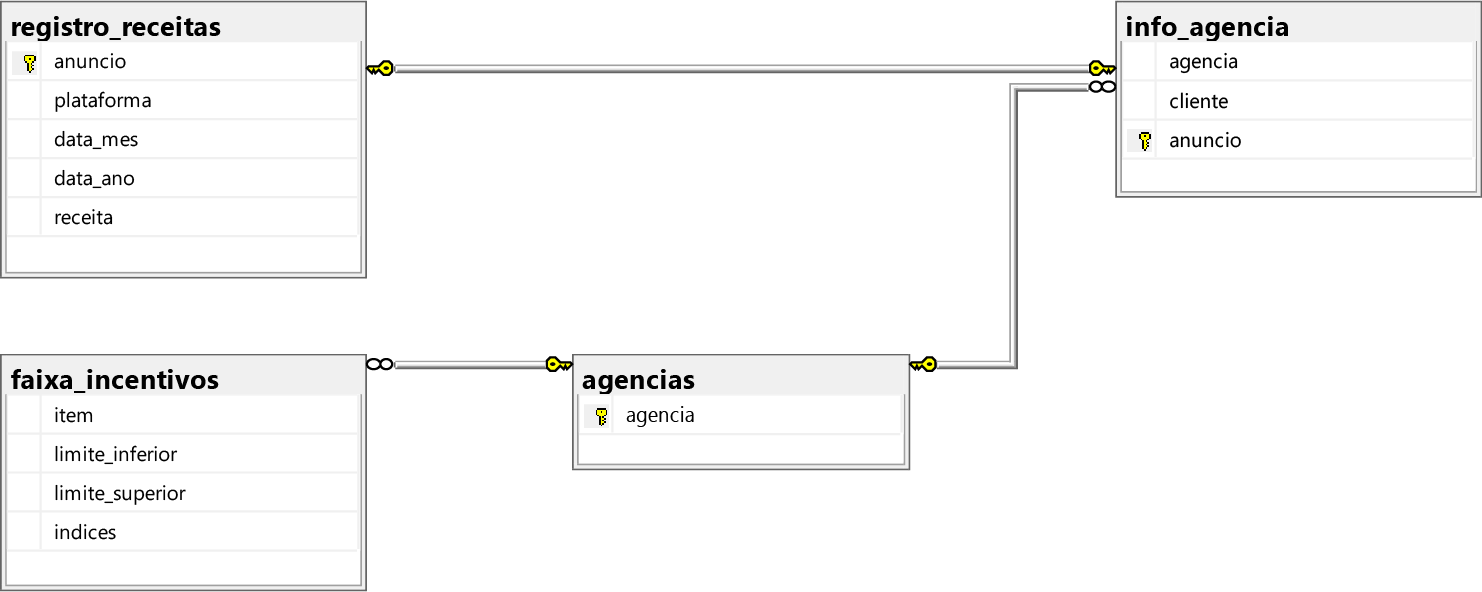 registro_receitas
anuncio
plataforma
data_mes
data_ano
receita
info_agencia
agencia
cliente
anuncio
faixa_incentivos
item
limite_inferior
limite_superior
indices
agencias
agencia